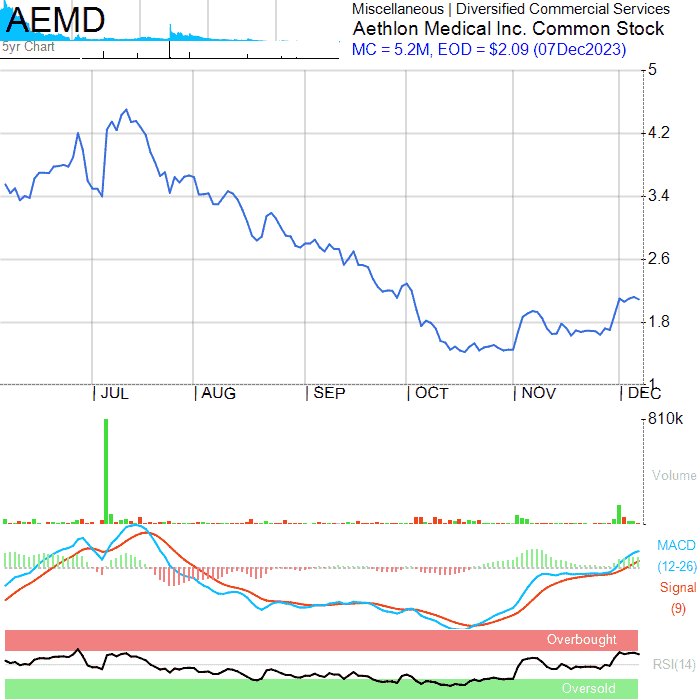 AEMD
Miscellaneous | Diversified Commercial Services
Aethlon Medical Inc. Common Stock
MC = 5.2M, EOD = $2.09 (07Dec2023)
5yr Chart
5
4.2
3.4
2.6
1.8
1
JUL AUG SEP OCT NOV DEC
810k
Volume
MACD
(12-26)
Signal
(9)
Overbought
RSI(14)
Oversold